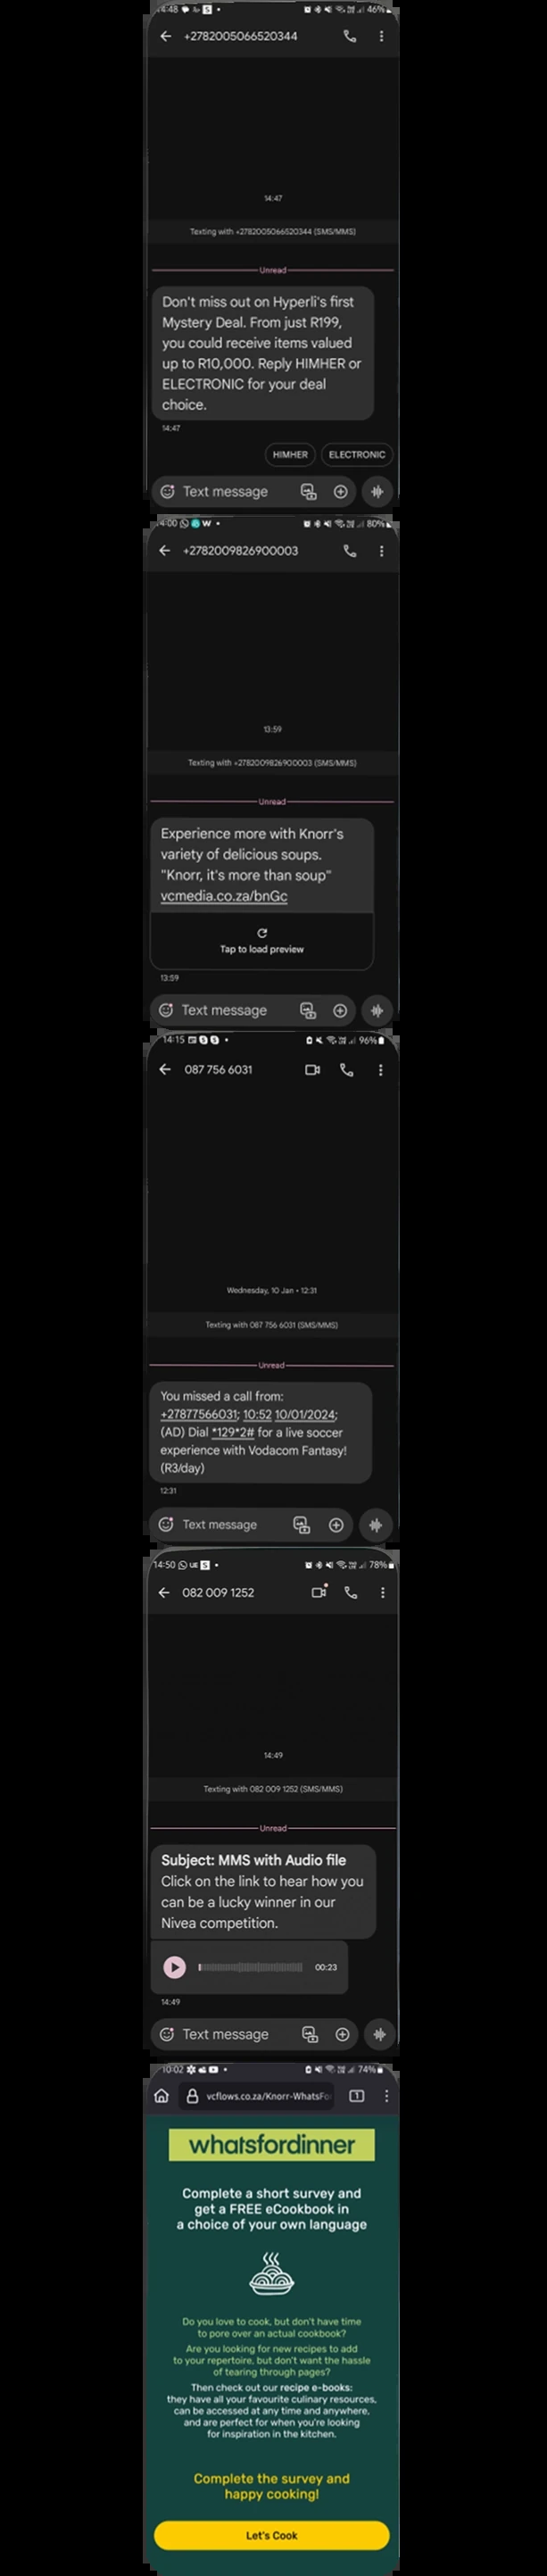 14:48
46%
+2782005066520344
14:47
Texting with +2782005066520344 (SMS/MMS)
Unread
Don't miss out on Hyperli's first
Mystery Deal. From just R199,
you could receive items valued
up to R10,000. Reply HIMHER or
ELECTRONIC for your deal
choice.
14:47
HIMHER
ELECTRONIC
Text message
14:00
80%
+2782009826900003
13:59
Texting with +2782009826900003 (SMS/MMS)
Unread
Experience more with Knorr's
variety of delicious soups.
"Knorr, it's more than soup"
vcmedia.co.za/bnGc
Tap to load preview
13:59
Text message
14:15
96%
087 756 6031
Wednesday, 10 Jan • 12:31
Texting with 087 756 6031 (SMS/MMS)
Unread
You missed a call from:
+27877566031; 10:52 10/01/2024;
(AD) Dial *129*2# for a live soccer
experience with Vodacom Fantasy!
(R3/day)
12:31
Text message
14:50
78%
082 009 1252
14:49
Texting with 082 009 1252 (SMS/MMS)
Unread
Subject: MMS with Audio file
Click on the link to hear how you
can be a lucky winner in our
Nivea competition.
00:23
14:49
Text message
10:02
74%
vcflows.co.za/Knorr-WhatsFo
1
whatsfordinner
Complete a short survey and
get a FREE eCookbook in
a choice of your own language
Do you love to cook, but don't have time
to pore over an actual cookbook?
Are you looking for new recipes to add
to your repertoire, but don't want the hassle
of tearing through pages?
Then check out our recipe e-books:
they have all your favourite culinary resources,
can be accessed at any time and anywhere,
and are perfect for when you're looking
for inspiration in the kitchen.
Complete the survey and
happy cooking!
Let's Cook